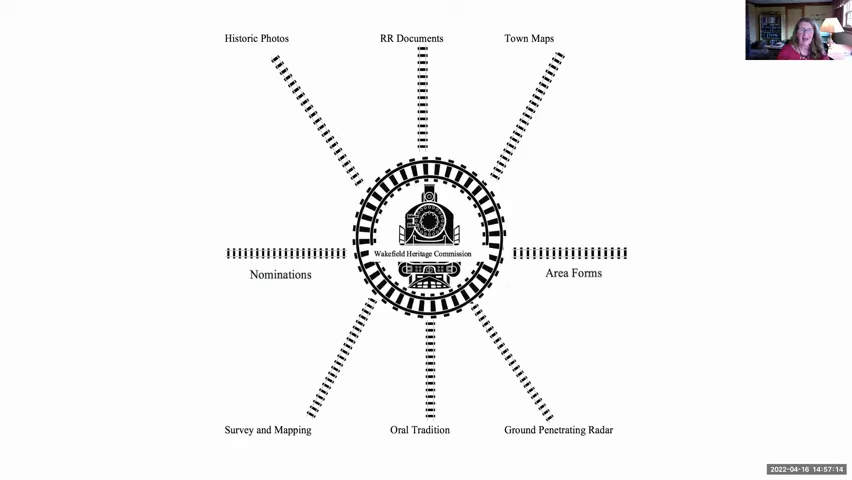 Historic Photos
RR Documents
Town Maps
Wakefield Heritage Commission
Nominations
Area Forms
Survey and Mapping
Oral Tradition
Ground Penetrating Radar
2022-04-16 14:57:14